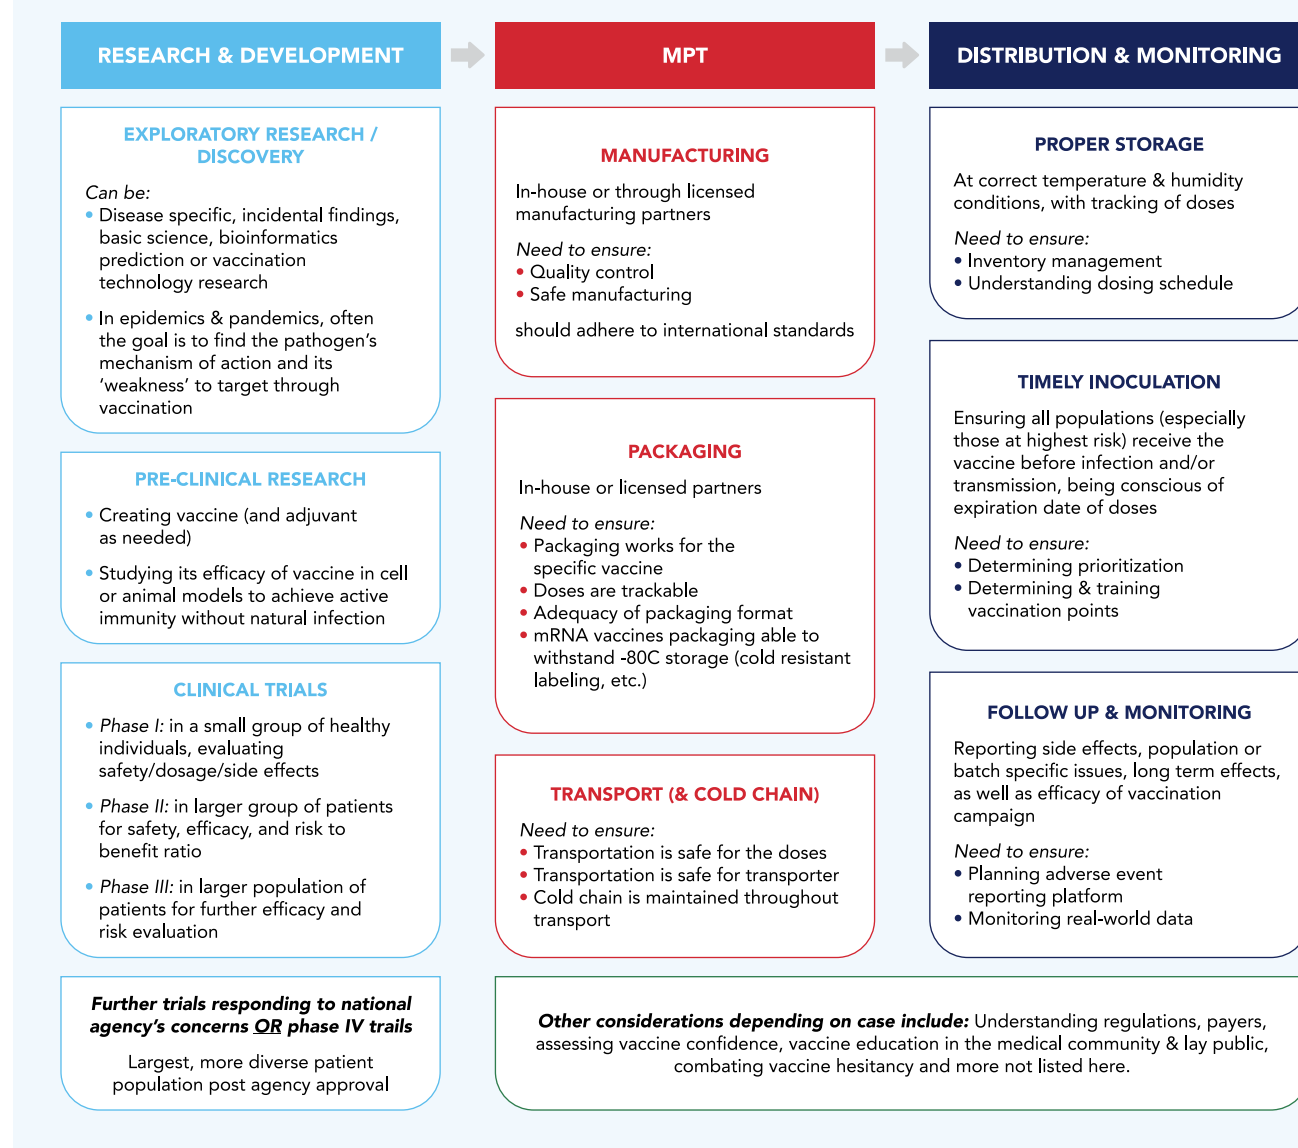 RESEARCH & DEVELOPMENT
EXPLORATORY RESEARCH /
DISCOVERY
Can be:
• Disease specific, incidental findings,
basic science, bioinformatics
prediction or vaccination
technology research
• In epidemics & pandemics, often
the goal is to find the pathogen’s
mechanism of action and its
‘weakness’ to target through
vaccination
PRE-CLINICAL RESEARCH
• Creating vaccine (and adjuvant
as needed)
• Studying its efficacy of vaccine in cell
or animal models to achieve active
immunity without natural infection
CLINICAL TRIALS
• Phase I: in a small group of healthy
individuals, evaluating
safety/dosage/side effects
• Phase II: in larger group of patients
for safety, efficacy, and risk to
benefit ratio
• Phase III: in larger population of
patients for further efficacy and
risk evaluation
Further trials responding to national
agency’s concerns OR phase IV trails
Largest, more diverse patient
population post agency approval
MPT
MANUFACTURING
In-house or through licensed
manufacturing partners
Need to ensure:
• Quality control
• Safe manufacturing
should adhere to international standards
PACKAGING
In-house or licensed partners
Need to ensure:
• Packaging works for the
specific vaccine
• Doses are trackable
• Adequacy of packaging format
• mRNA vaccines packaging able to
withstand -80C storage (cold resistant
labeling, etc.)
TRANSPORT (& COLD CHAIN)
Need to ensure:
• Transportation is safe for the doses
• Transportation is safe for transporter
• Cold chain is maintained throughout
transport
DISTRIBUTION & MONITORING
PROPER STORAGE
At correct temperature & humidity
conditions, with tracking of doses
Need to ensure:
• Inventory management
• Understanding dosing schedule
TIMELY INOCULATION
Ensuring all populations (especially
those at highest risk) receive the
vaccine before infection and/or
transmission, being conscious of
expiration date of doses
Need to ensure:
• Determining prioritization
• Determining & training
vaccination points
FOLLOW UP & MONITORING
Reporting side effects, population or
batch specific issues, long term effects,
as well as efficacy of vaccination
campaign
Need to ensure:
• Planning adverse event
reporting platform
• Monitoring real-world data
Other considerations depending on case include: Understanding regulations, payers,
assessing vaccine confidence, vaccine education in the medical community & lay public,
combating vaccine hesitancy and more not listed here.